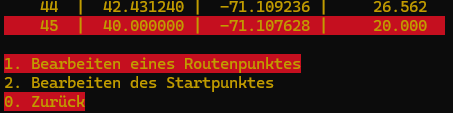 44 | 42.431240 | -71.109236 | 26.562
45 | 40.000000 | -71.107628 | 20.000
1. Bearbeiten eines Routenpunktes
2. Bearbeiten des Startpunktes
0. Zurück